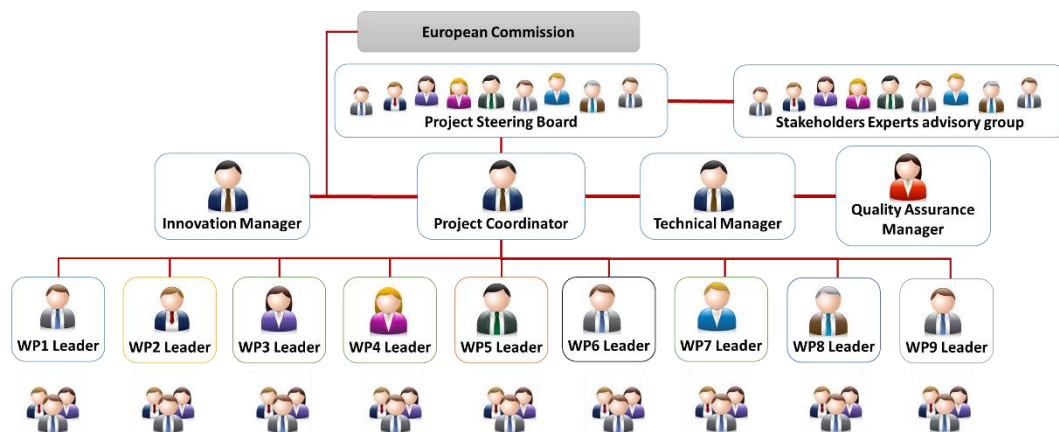 European Commission
Project Steering Board
Stakeholders Experts advisory group
Innovation Manager
Project Coordinator
Technical Manager
Quality Assurance
Manager
WP1 Leader
WP2 Leader
WP3 Leader
WP4 Leader
WP5 Leader
WP6 Leader
WP7 Leader
WP8 Leader
WP9 Leader